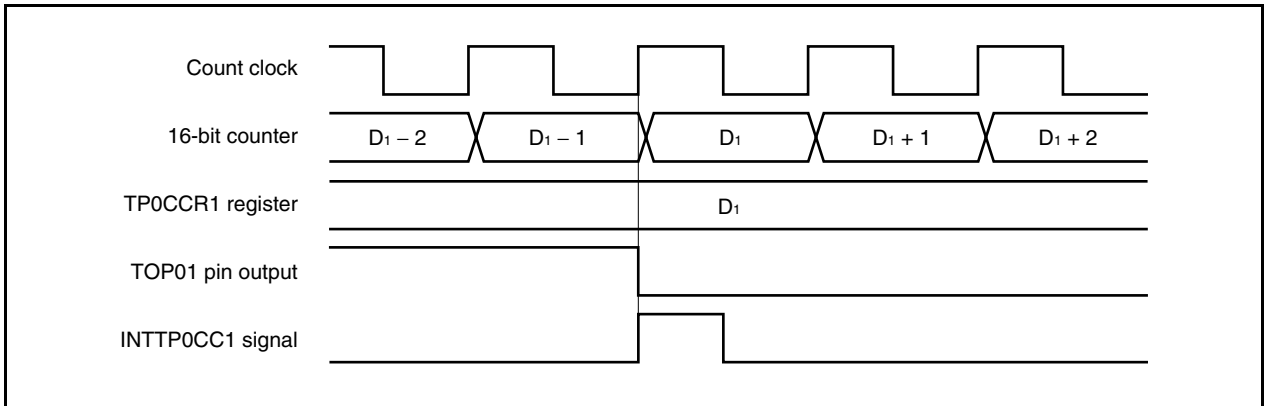 Count clock
16-bit counter
D₁ − 2 D₁ − 1 D₁ D₁ + 1 D₁ + 2
TP0CCR1 register
D₁
TOP01 pin output
INTTP0CC1 signal